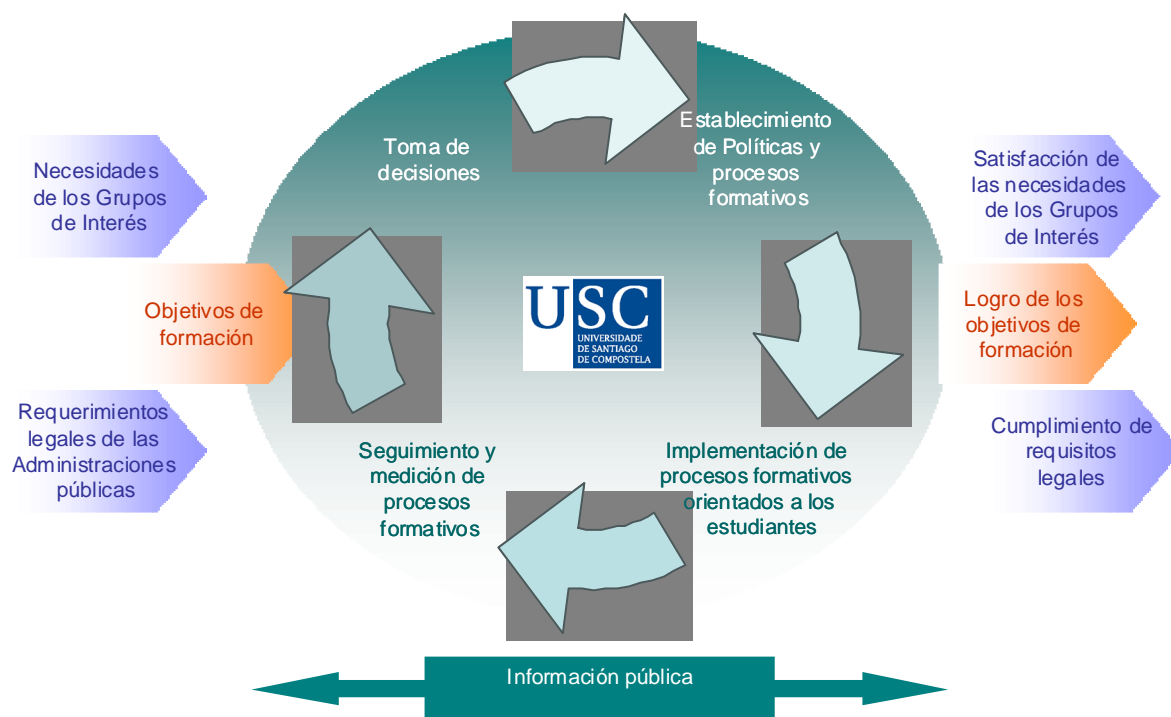 Necesidades
de los Grupos
de Interés
Objetivos de
formación
Requerimientos
legales de las
Administraciones
públicas
Toma de
decisiones
Establecimiento
de Políticas y
procesos
formativos
USC
UNIVERSIDADE
DE SANTIAGO
DE COMPOSTELA
Seguimiento y
medición de
procesos
formativos
Implementación de
procesos formativos
orientados a los
estudiantes
Satisfacción de
las necesidades
de los Grupos
de Interés
Logro de los
objetivos de
formación
Cumplimiento de
requisitos
legales
Información pública